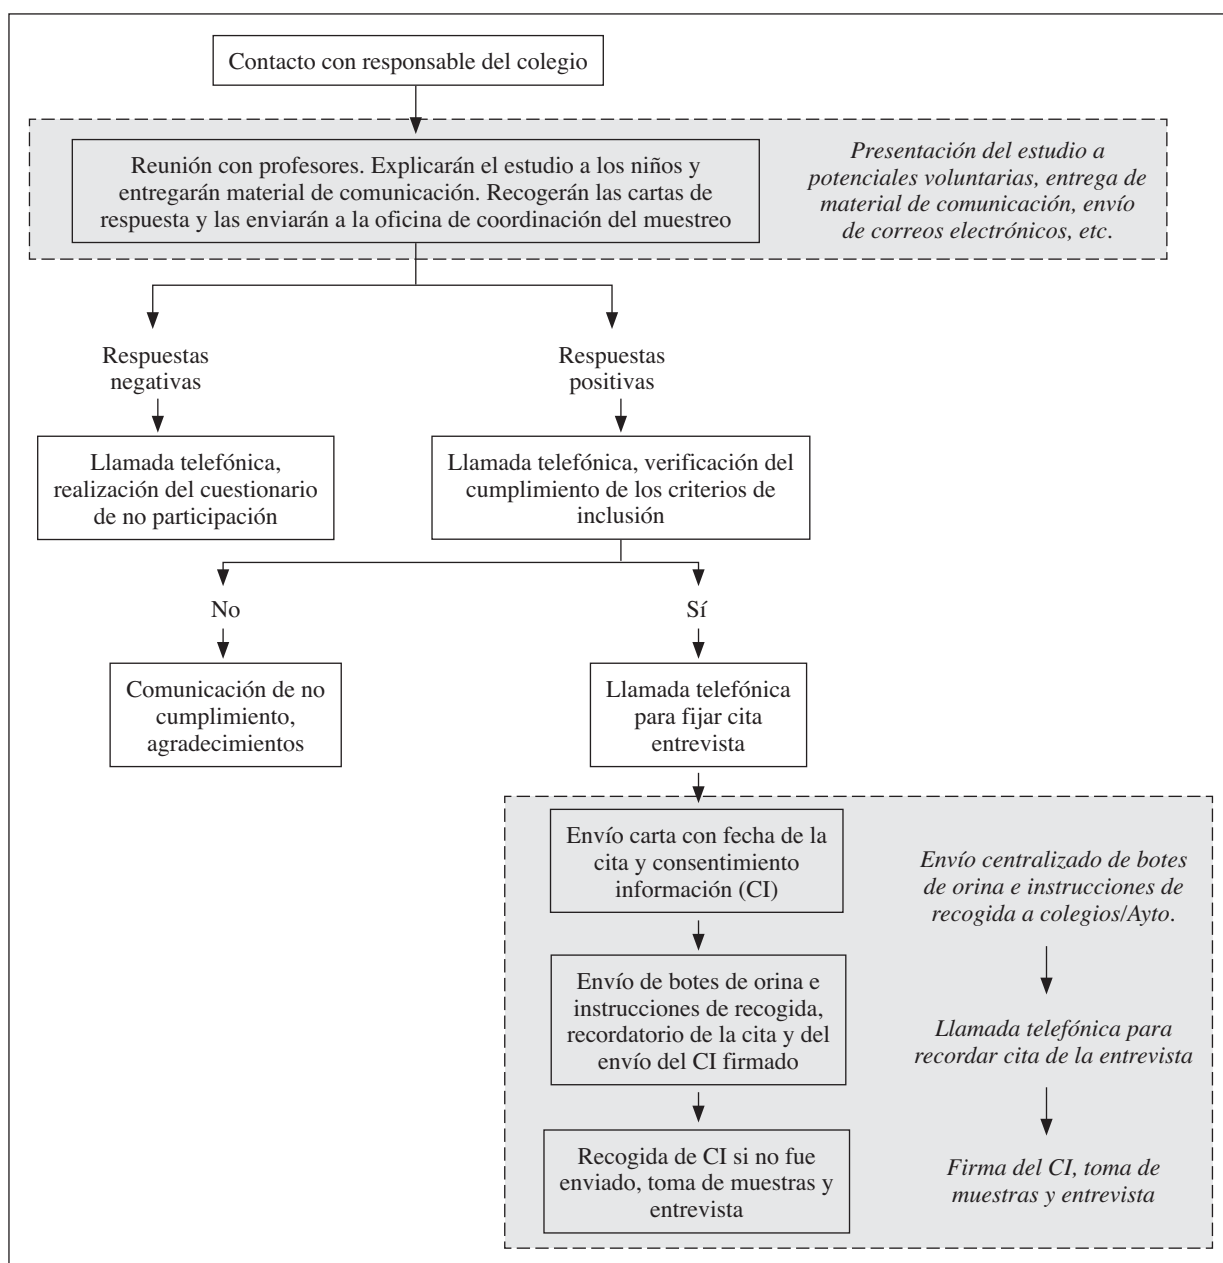 Contacto con responsable del colegio
Reunión con profesores. Explicarán el estudio a los niños y
entregarán material de comunicación. Recogerán las cartas de
respuesta y las enviarán a la oficina de coordinación del muestreo
Presentación del estudio a
potenciales voluntarias, entrega de
material de comunicación, envío
de correos electrónicos, etc.
Respuestas
negativas
Respuestas
positivas
Llamada telefónica,
realización del cuestionario
de no participación
Llamada telefónica, verificación del
cumplimiento de los criterios de
inclusión
No
Sí
Comunicación de no
cumplimiento,
agradecimientos
Llamada telefónica
para fijar cita
entrevista
Envío carta con fecha de la
cita y consentimiento
información (CI)
Envío de botes de orina e
instrucciones de recogida,
recordatorio de la cita y del
envío del CI firmado
Recogida de CI si no fue
enviado, toma de muestras y
entrevista
Envío centralizado de botes
de orina e instrucciones de
recogida a colegios/Ayto.
Llamada telefónica para
recordar cita de la entrevista
Firma del CI, toma de
muestras y entrevista